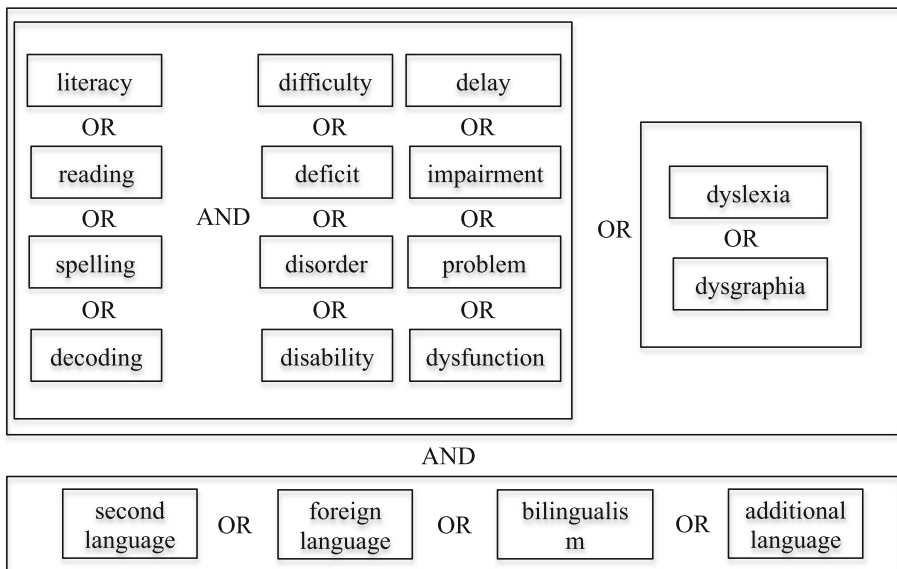 literacy
OR
reading
OR
spelling
OR
decoding
AND
difficulty
OR
deficit
OR
disorder
OR
disability
delay
OR
impairment
OR
problem
OR
dysfunction
OR
dyslexia
OR
dysgraphia
AND
second
language
OR
foreign
language
OR
bilingualis
m
OR
additional
language